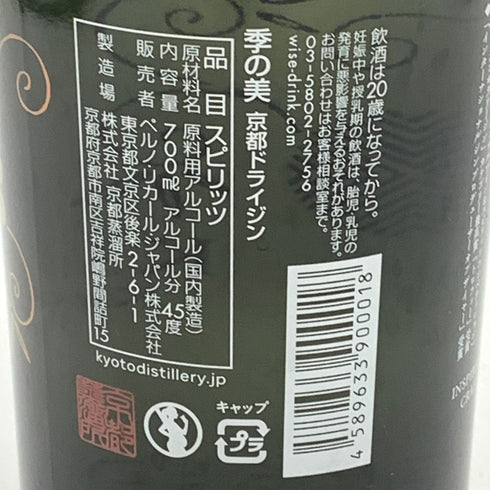 飲酒は20歳になってから。
妊娠中や授乳期の飲酒は、胎児・乳児の
発育に悪影響を与えるおそれがあります。
お問い合わせはお客様相談室まで。
03-5802-2756
wise-drink.com
季の美 京都ドライジン
品目 スピリッツ
原材料名 原料用アルコール(国内製造)
内容量 700mℓ アルコール分 45度
販売者 ペルノ・リカール・ジャパン株式会社
東京都文京区後楽2-6-1
製造場 株式会社 京都蒸溜所
京都府京都市南区吉祥院嶋野間詰町15
kyotodistillery.jp
キャップ
プラ
4589633900018